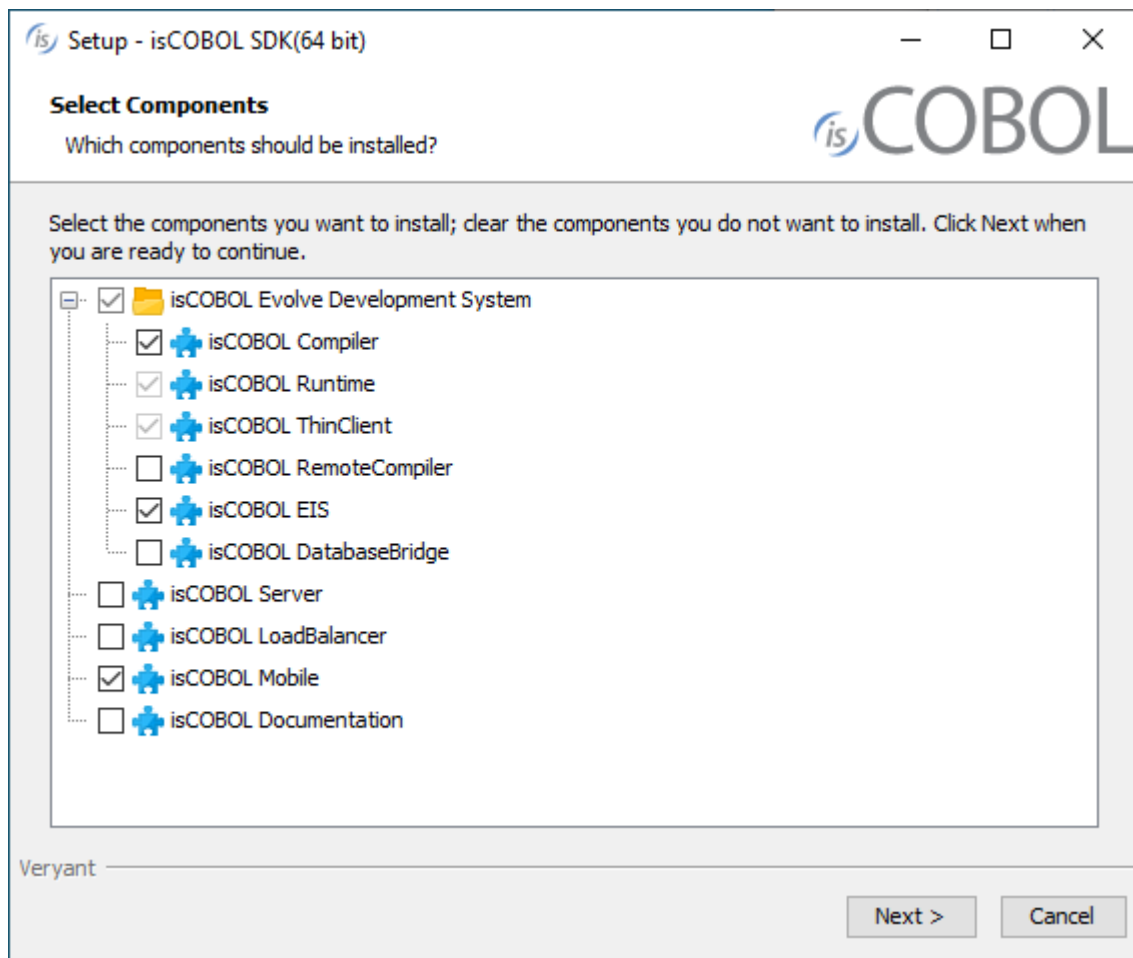 is Setup - isCOBOL SDK(64 bit)
Select Components
Which components should be installed?
is COBOL
Select the components you want to install; clear the components you do not want to install. Click Next when
you are ready to continue.
isCOBOL Evolve Development System
isCOBOL Compiler
isCOBOL Runtime
isCOBOL ThinClient
isCOBOL RemoteCompiler
isCOBOL EIS
isCOBOL DatabaseBridge
isCOBOL Server
isCOBOL LoadBalancer
isCOBOL Mobile
isCOBOL Documentation
Veryant
Next >
Cancel